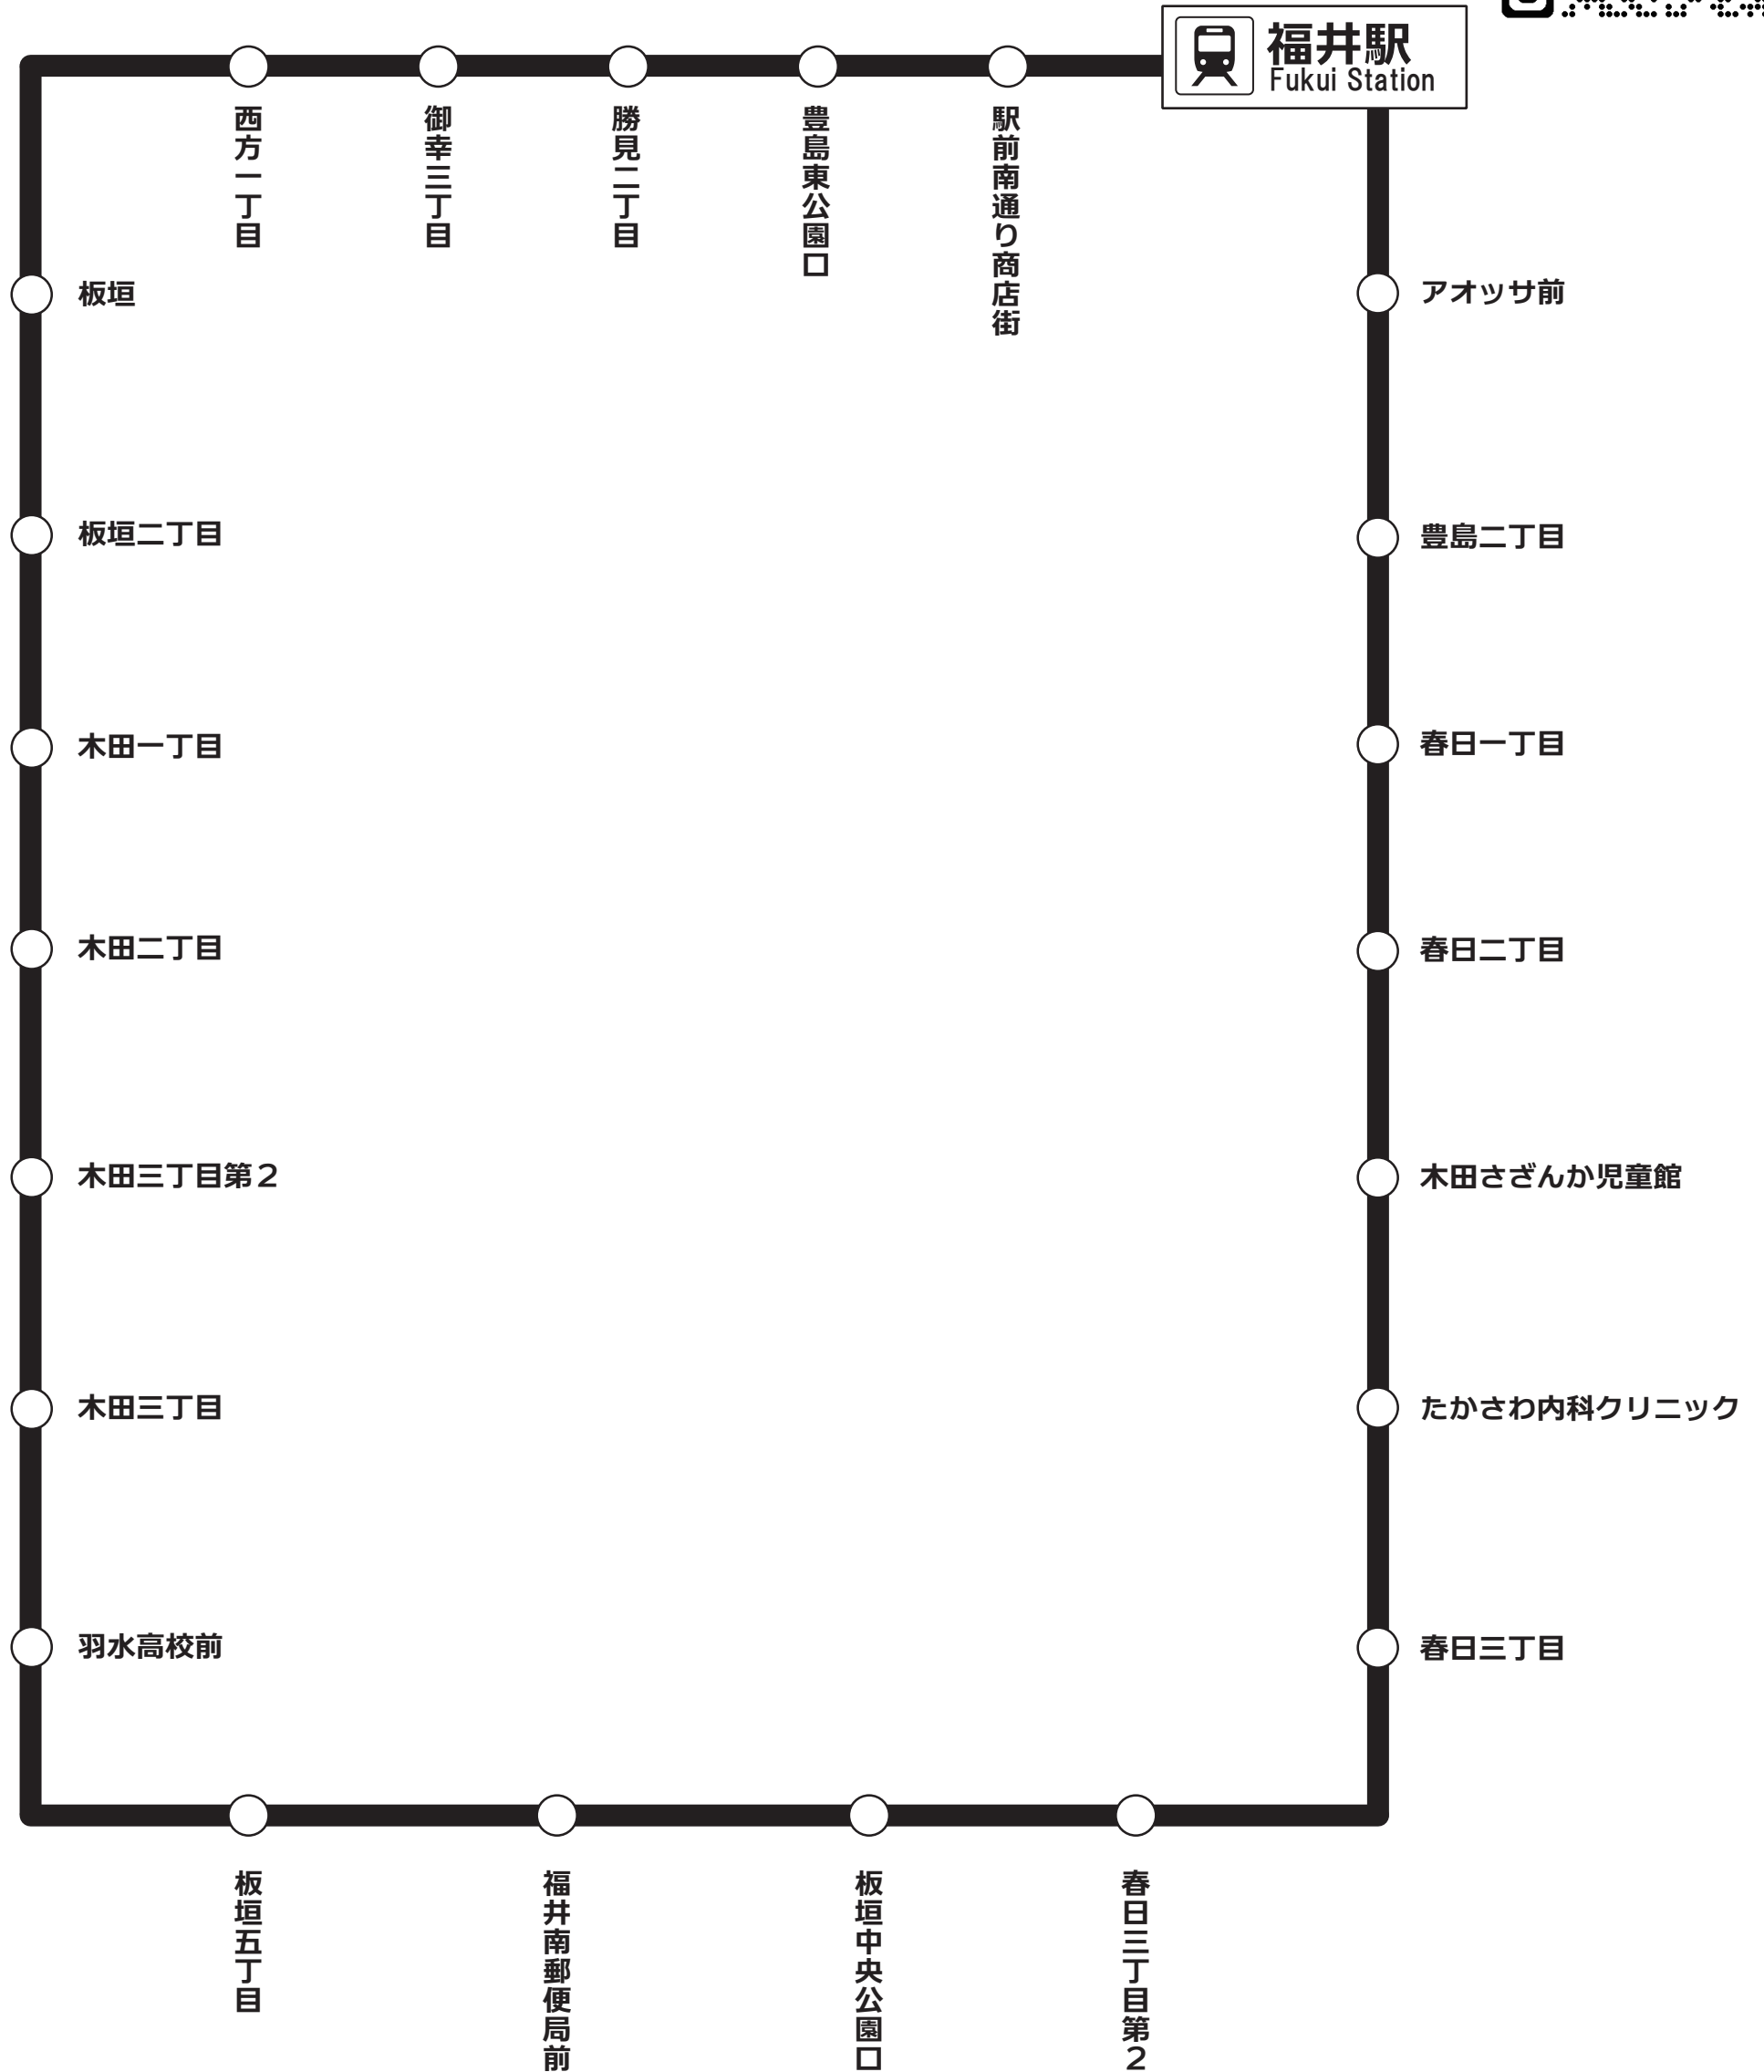 福井駅
Fukui Station
西方一丁目
御幸三丁目
勝見二丁目
豊島東公園口
駅前南通り商店街
板垣
アオッサ前
板垣二丁目
豊島二丁目
木田一丁目
春日一丁目
木田二丁目
春日二丁目
木田三丁目第２
木田さざんか児童館
木田三丁目
たかさわ内科クリニック
羽水高校前
春日三丁目
板垣五丁目
福井南郵便局前
板垣中央公園口
春日三丁目第２